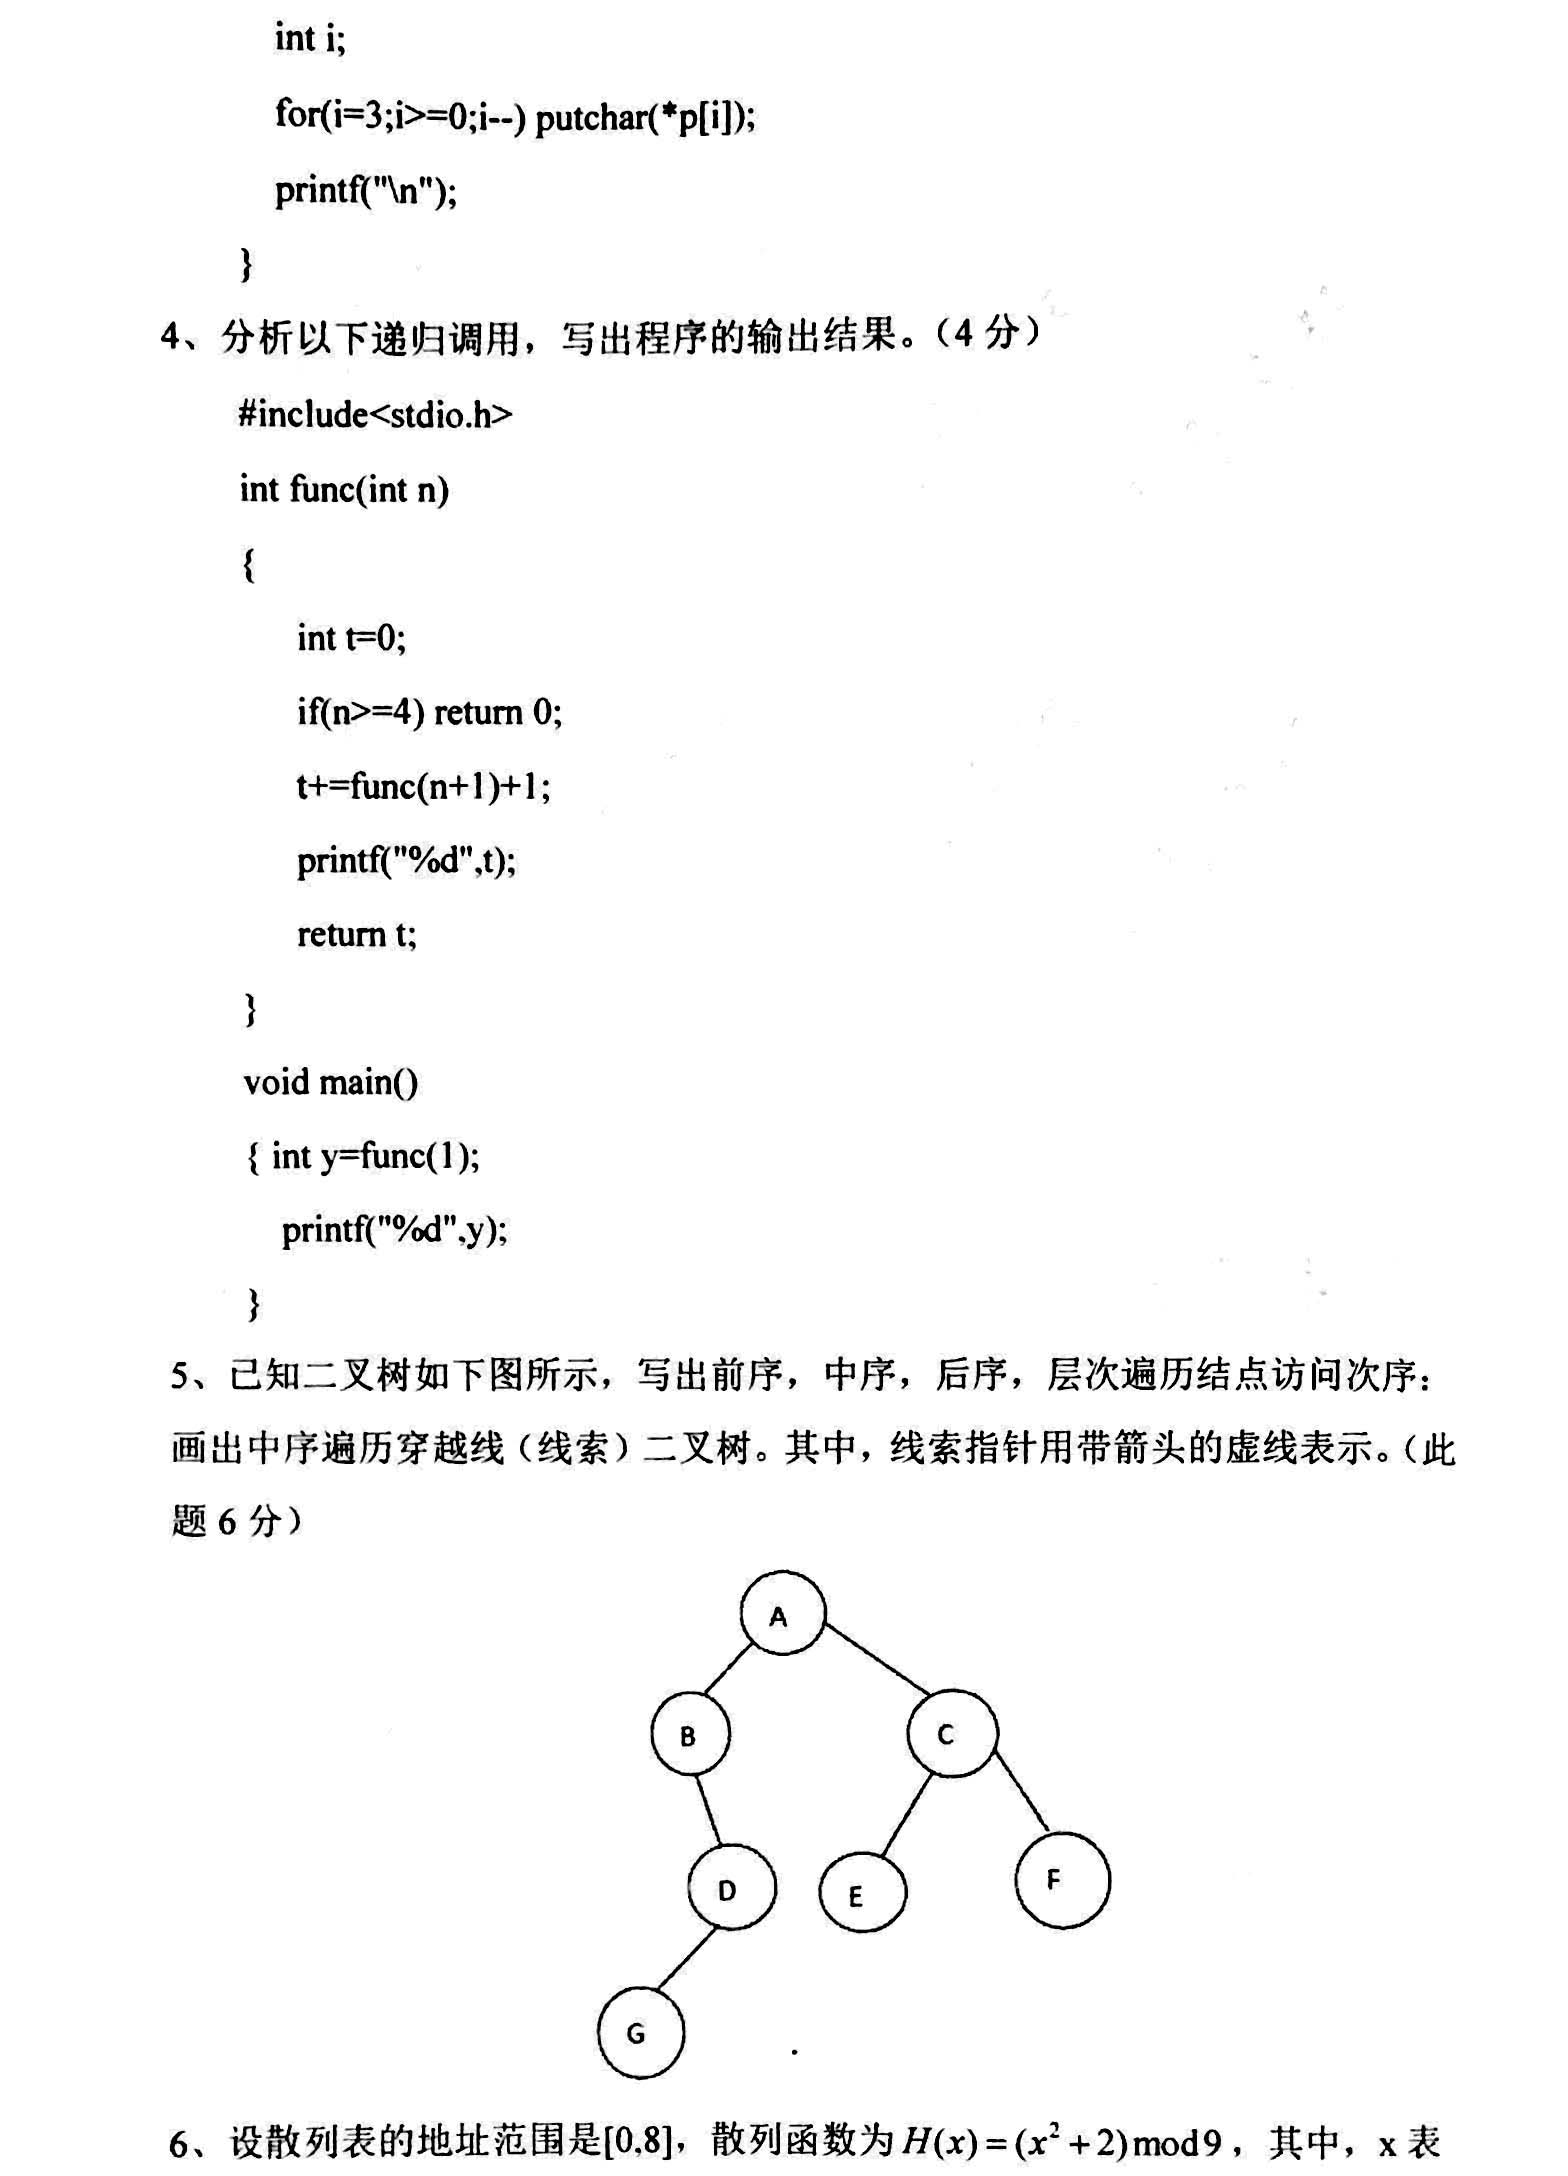 int i;
for(i=3;i>=0;i--) putchar(*p[i]);
printf("\n");
}
4、分析以下递归调用，写出程序的输出结果。（4 分）
#include<stdio.h>
int func(int n)
{
int t=0;
if(n>=4) return 0;
t+=func(n+1)+1;
printf("%d",t);
return t;
}
void main()
{ int y=func(1);
printf("%d",y);
}
5、已知二叉树如下图所示，写出前序，中序，后序，层次遍历结点访问次序；
画出中序遍历穿越线（线索）二叉树。其中，线索指针用带箭头的虚线表示。（此
题 6 分）
A
B
C
D
E
F
G
6、设散列表的地址范围是[0,8]，散列函数为 H(x) = (x² + 2) mod 9，其中，x 表